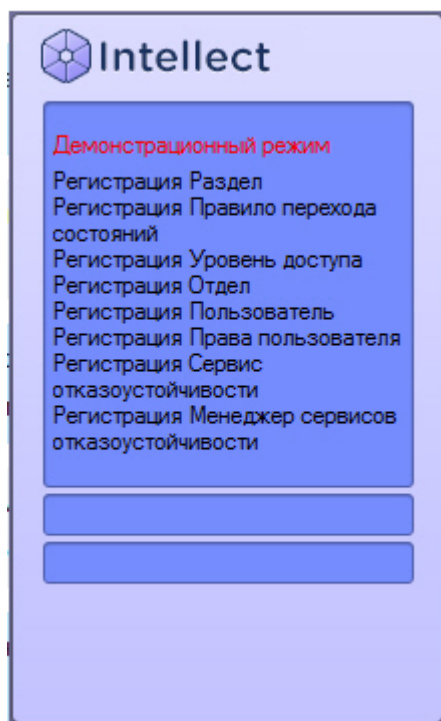 Intellect
Демонстрационный режим
Регистрация Раздел
Регистрация Правило перехода
состояний
Регистрация Уровень доступа
Регистрация Отдел
Регистрация Пользователь
Регистрация Права пользователя
Регистрация Сервис
отказоустойчивости
Регистрация Менеджер сервисов
отказоустойчивости